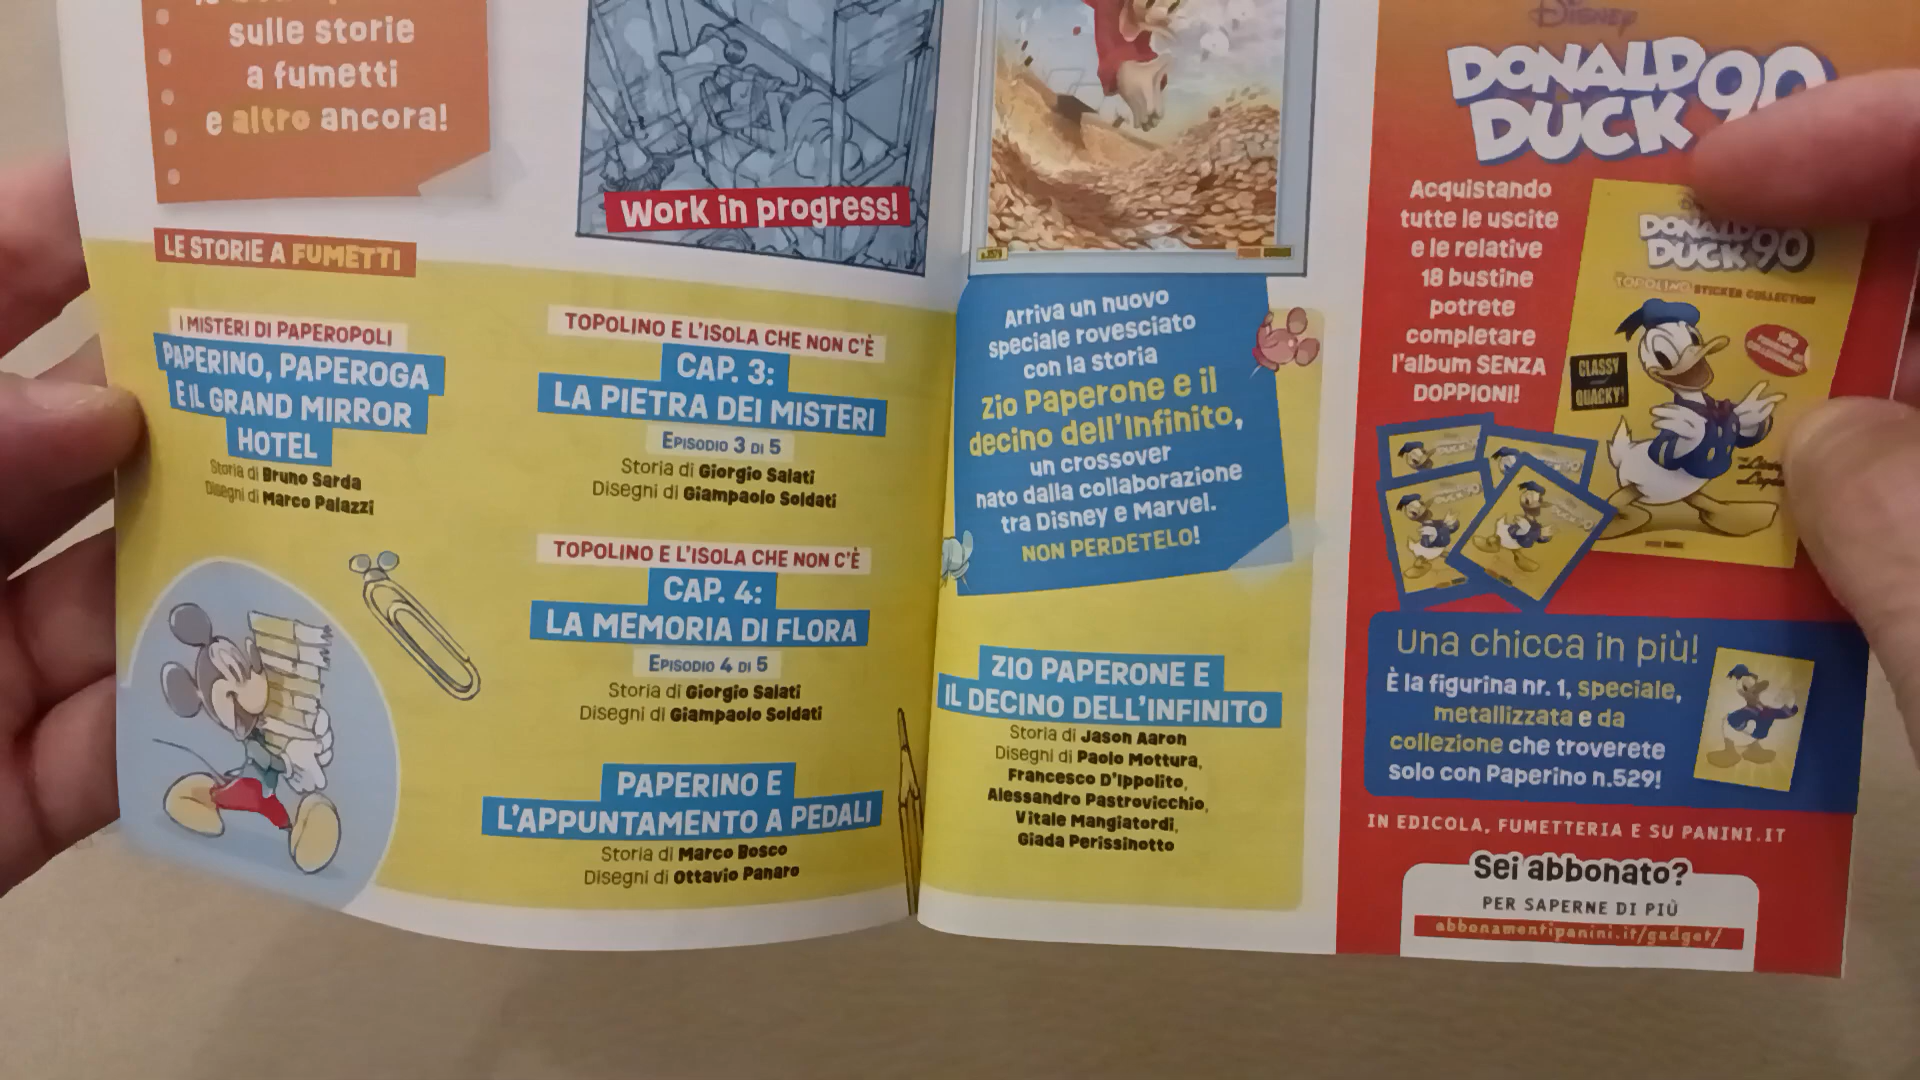 sulle storie
a fumetti
e altro ancora!
Work in progress!
LE STORIE A FUMETTI
I MISTERI DI PAPEROPOLI
PAPERINO, PAPEROGA
E IL GRAND MIRROR
HOTEL
Storia di Bruno Sarda
Disegni di Marco Palazzi
TOPOLINO E L'ISOLA CHE NON C'È
CAP. 3:
LA PIETRA DEI MISTERI
EPISODIO 3 DI 5
Storia di Giorgio Salati
Disegni di Giampaolo Soldati
TOPOLINO E L'ISOLA CHE NON C'È
CAP. 4:
LA MEMORIA DI FLORA
EPISODIO 4 DI 5
Storia di Giorgio Salati
Disegni di Giampaolo Soldati
PAPERINO E
L'APPUNTAMENTO A PEDALI
Storia di Marco Bosco
Disegni di Ottavio Panaro
Arriva un nuovo
speciale rovesciato
con la storia
Zio Paperone e il
decino dell'Infinito,
un crossover
nato dalla collaborazione
tra Disney e Marvel.
NON PERDETELO!
ZIO PAPERONE E
IL DECINO DELL'INFINITO
Storia di Jason Aaron
Disegni di Paolo Mottura,
Francesco D'Ippolito,
Alessandro Pastrovicchio,
Vitale Mangiatordi,
Giada Perissinotto
DISNEY
DONALD
DUCK 90
Acquistando
tutte le uscite
e le relative
18 bustine
potrete
completare
l'album SENZA
DOPPIONI!
DONALD
DUCK 90
TOPOLINO STICKER COLLECTION
CLASSY
QUACKY!
Una chicca in più!
È la figurina nr. 1, speciale,
metallizzata e da
collezione che troverete
solo con Paperino n.529!
IN EDICOLA, FUMETTERIA E SU PANINI.IT
Sei abbonato?
PER SAPERNE DI PIÙ
abbonamentipanini.it/gadget/